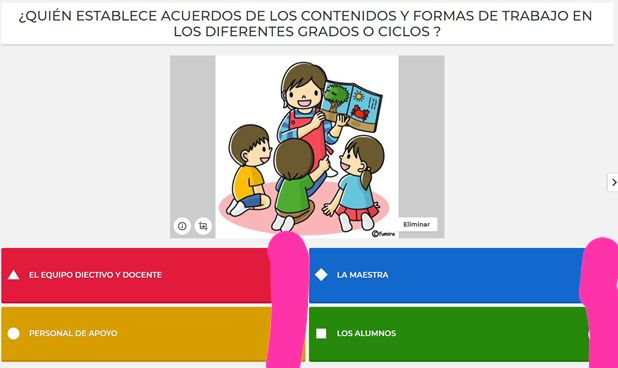 ¿QUIÉN ESTABLECE ACUERDOS DE LOS CONTENIDOS Y FORMAS DE TRABAJO EN
LOS DIFERENTES GRADOS O CICLOS ?
Eliminar
©fumira
EL EQUIPO DIECTIVO Y DOCENTE
LA MAESTRA
PERSONAL DE APOYO
LOS ALUMNOS